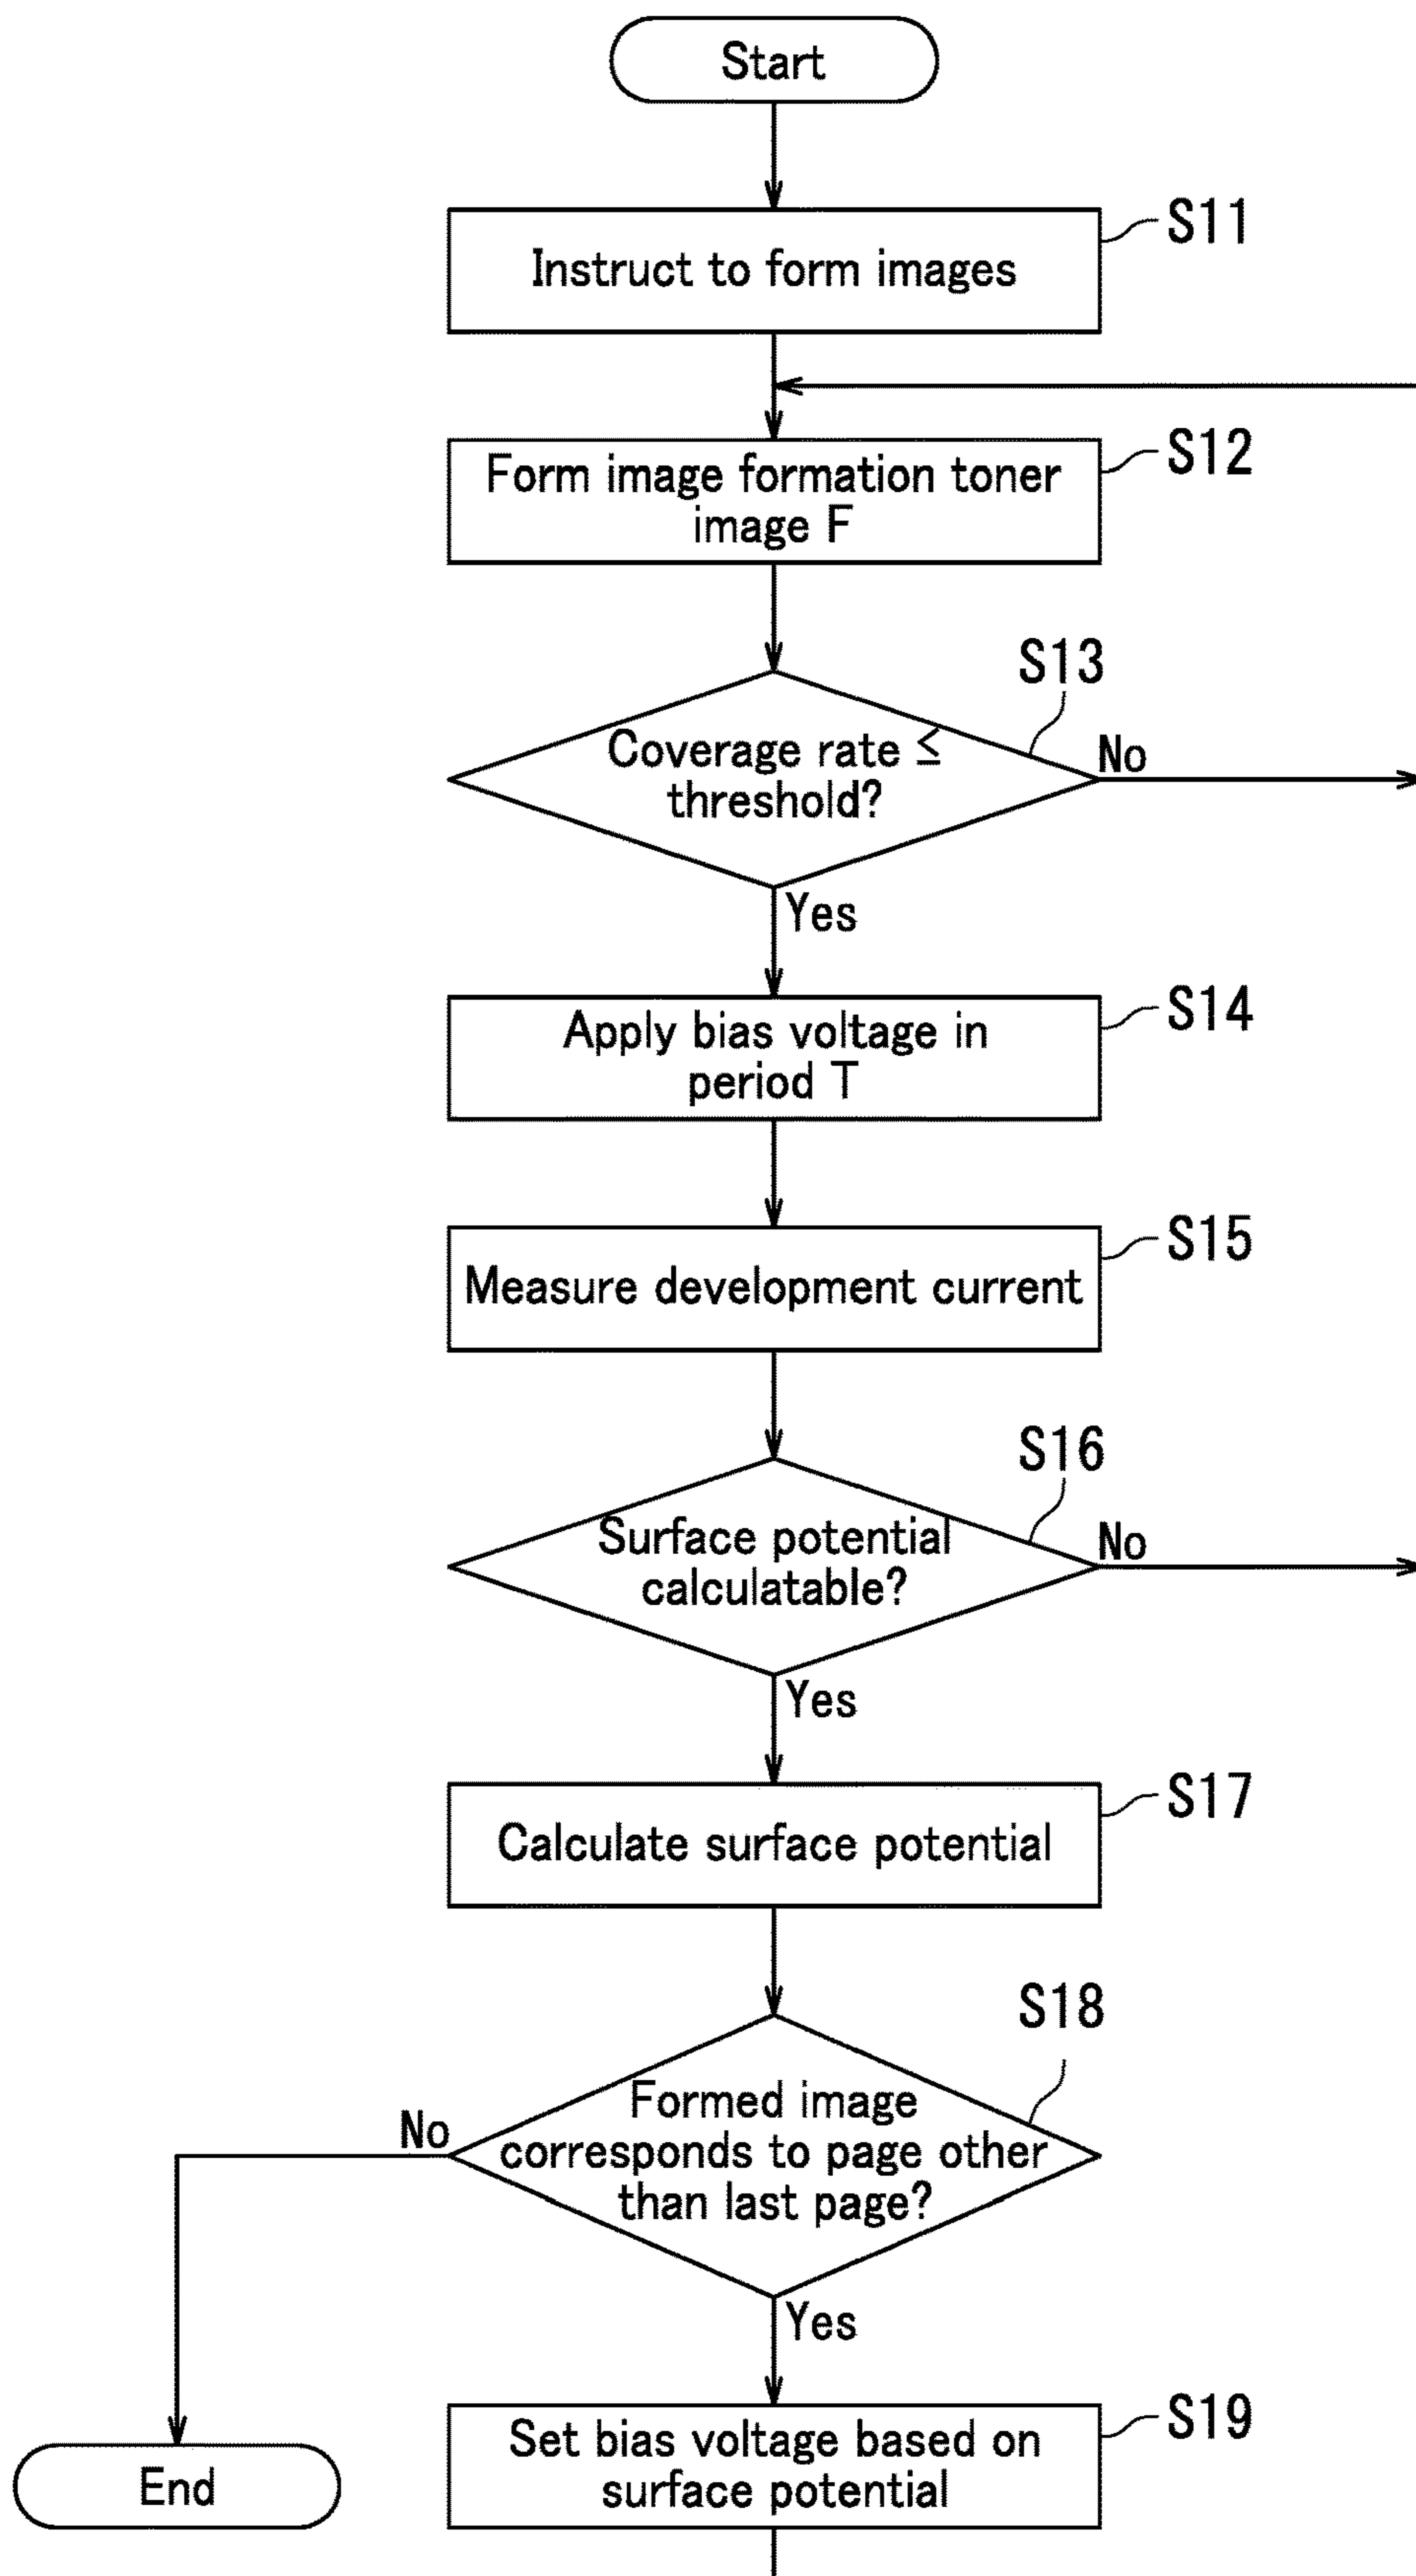 Start
S11
Instruct to form images
S12
Form image formation toner
image F
S13
Coverage rate ≤
threshold?
No
Yes
S14
Apply bias voltage in
period T
S15
Measure development current
S16
Surface potential
calculatable?
No
Yes
S17
Calculate surface potential
S18
Formed image
corresponds to page other
than last page?
No
Yes
S19
Set bias voltage based on
surface potential
End